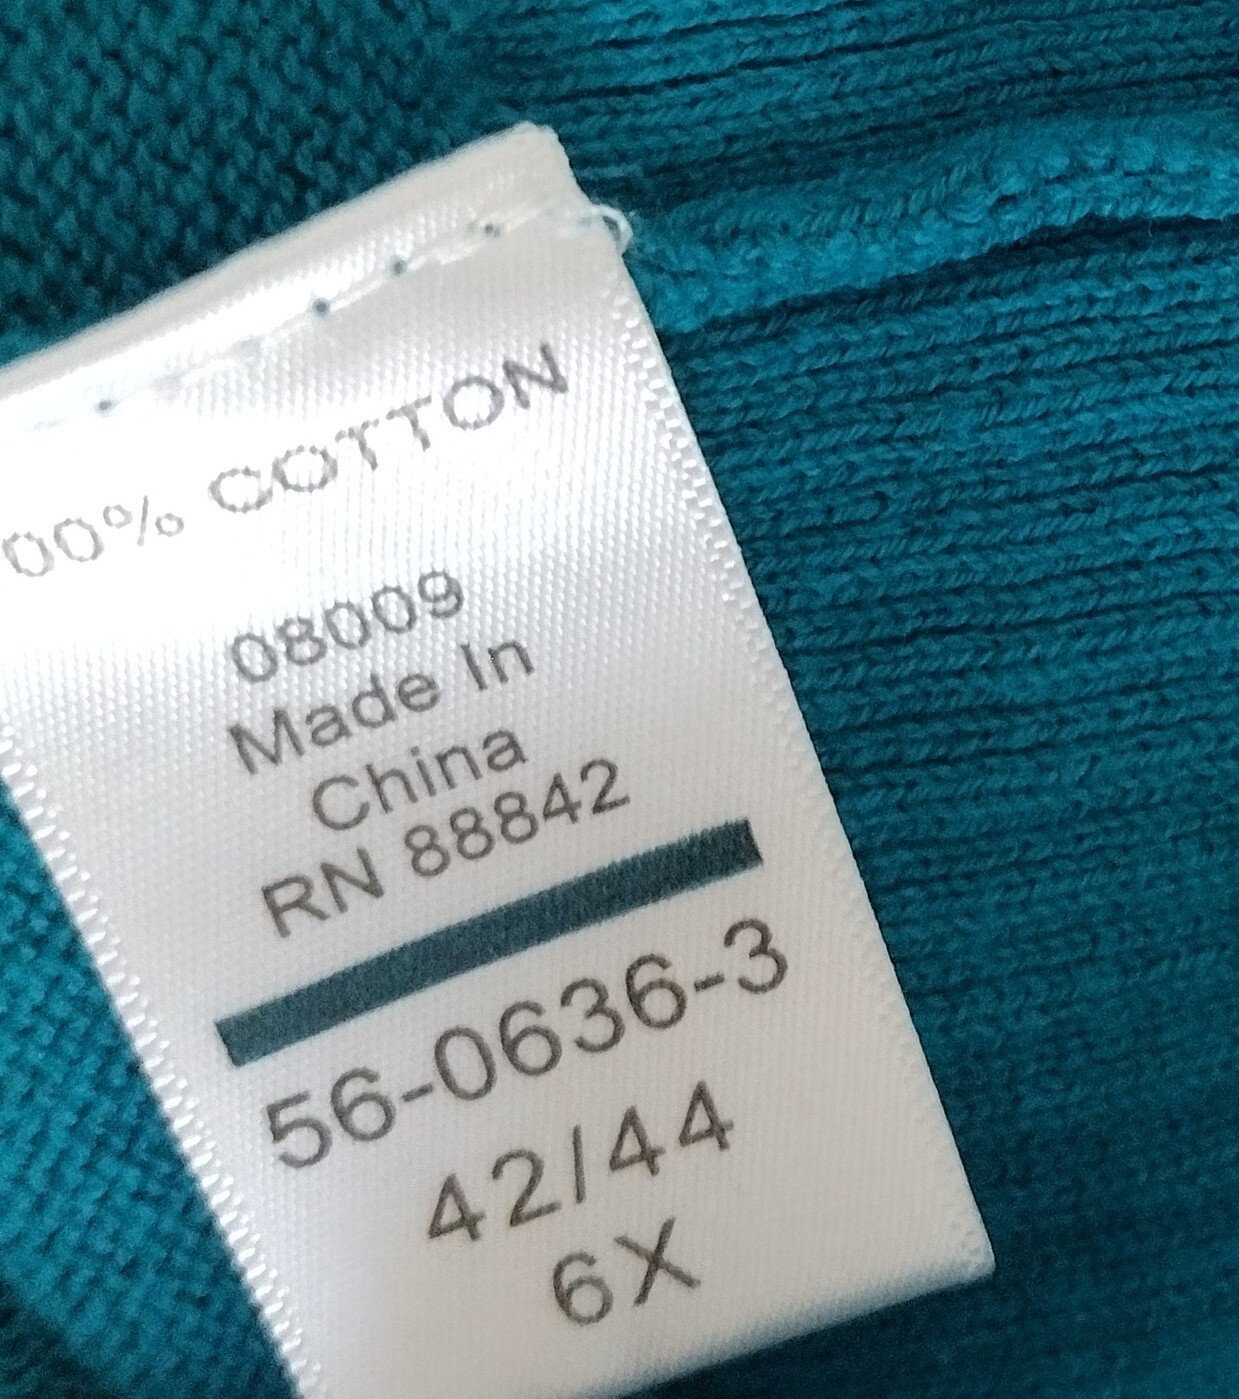 00% COTTON
08009
Made In
China
RN 88842
56-0636-3
42/44
6X